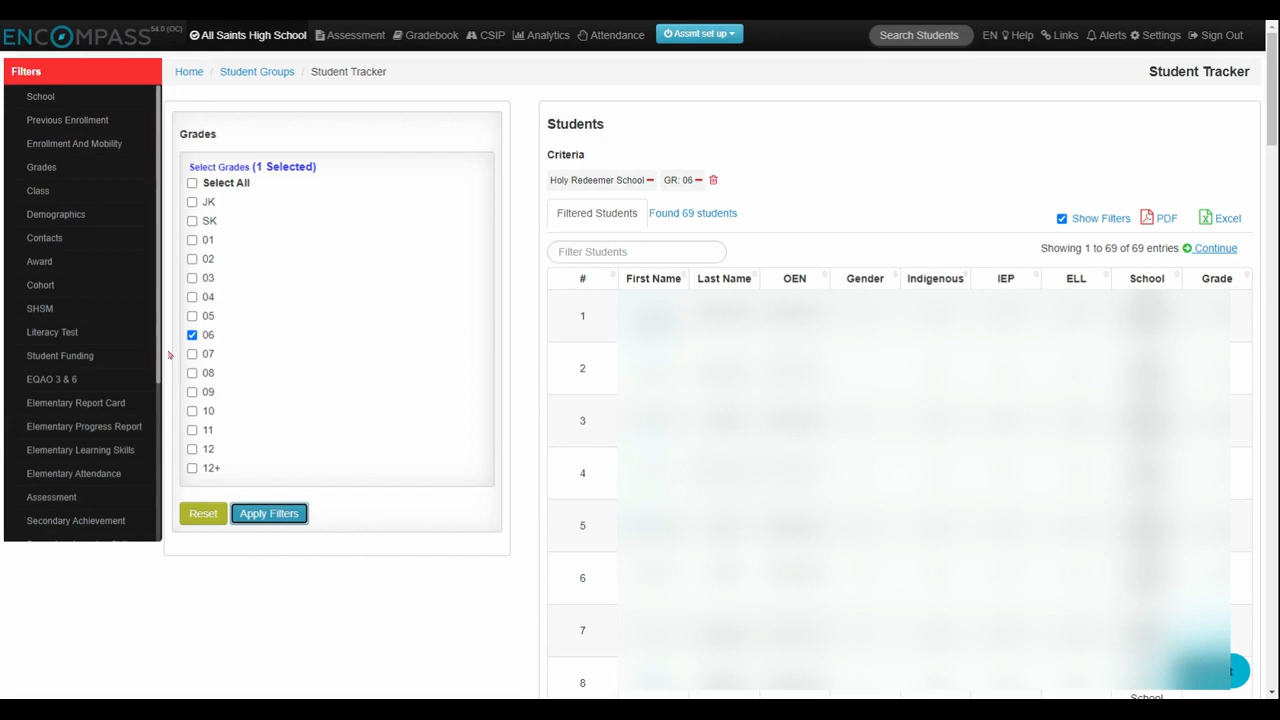 ENCOMPASS 54.0 (OC)
All Saints High School Assessment Gradebook CSIP Analytics Attendance Assmt set up Search Students EN Help Links Alerts Settings Sign Out
Filters
School
Previous Enrollment
Enrollment And Mobility
Grades
Class
Demographics
Contacts
Award
Cohort
SHSM
Literacy Test
Student Funding
EQAO 3 & 6
Elementary Report Card
Elementary Progress Report
Elementary Learning Skills
Elementary Attendance
Assessment
Secondary Achievement
Home / Student Groups / Student Tracker
Student Tracker
Grades
Select Grades (1 Selected)
Select All
JK
SK
01
02
03
04
05
06
07
08
09
10
11
12
12+
Reset Apply Filters
Students
Criteria
Holy Redeemer School GR: 06
Filtered Students Found 69 students
Show Filters PDF Excel
Filter Students
Showing 1 to 69 of 69 entries Continue
# First Name Last Name OEN Gender Indigenous IEP ELL School Grade
1
2
3
4
5
6
7
8
School